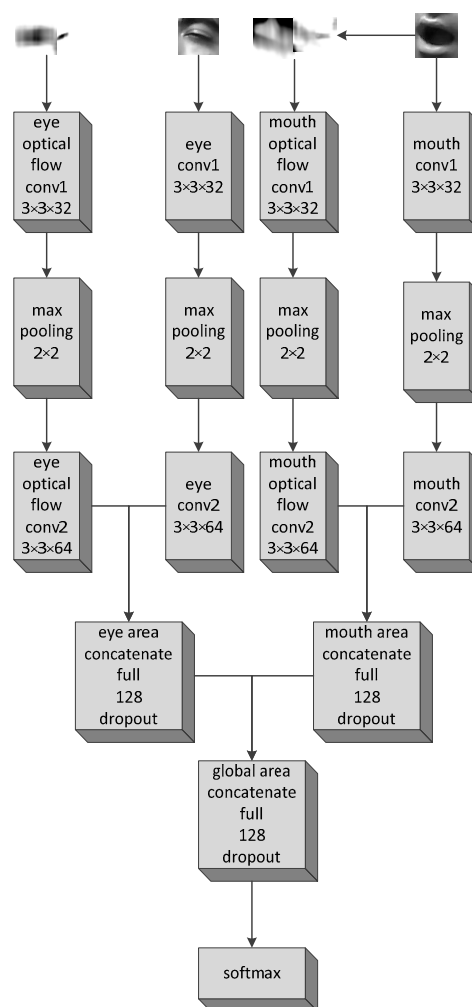 eye
optical
flow
conv1
3×3×32
eye
conv1
3×3×32
mouth
optical
flow
conv1
3×3×32
mouth
conv1
3×3×32
max
pooling
2×2
max
pooling
2×2
max
pooling
2×2
max
pooling
2×2
eye
optical
flow
conv2
3×3×64
eye
conv2
3×3×64
mouth
optical
flow
conv2
3×3×64
mouth
conv2
3×3×64
eye area
concatenate
full
128
dropout
mouth area
concatenate
full
128
dropout
global area
concatenate
full
128
dropout
softmax